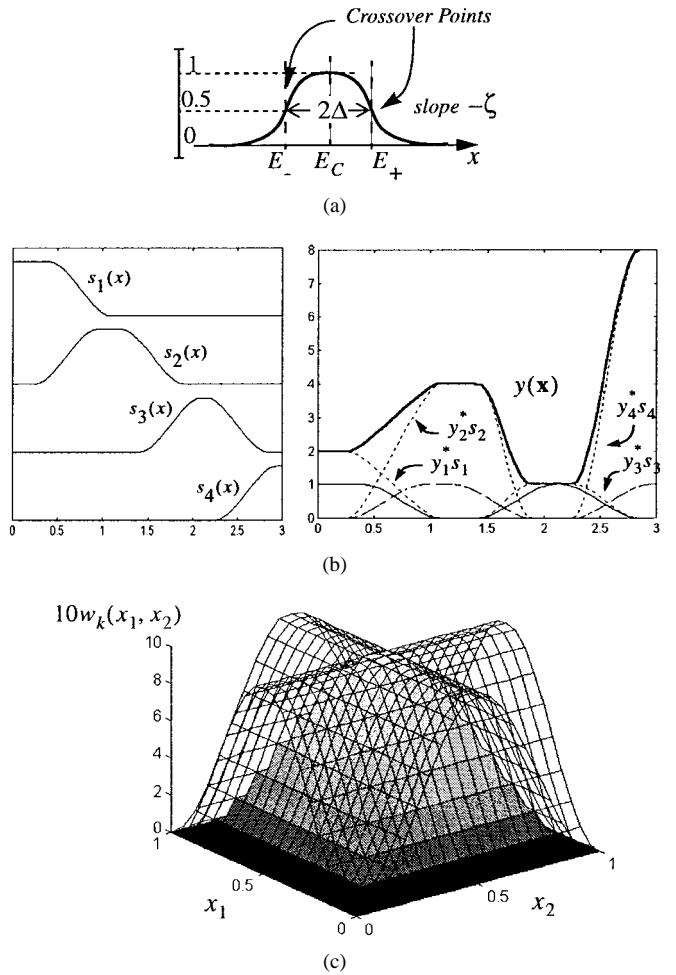 Crossover Points
1
0.5
0
2Δ
slope −ζ
E_- E_C E_+ x
(a)
s_1(x)
s_2(x)
s_3(x)
s_4(x)
0 0.5 1 1.5 2 2.5 3
8
7
6
5
4
3
2
1
0
y(x)
y_2^* s_2
y_1^* s_1
y_4^* s_4
y_3^* s_3
0 0.5 1 1.5 2 2.5 3
(b)
10w_k(x_1, x_2)
10
8
6
4
2
0
1
0.5
0
x_1
0
0.5
1
x_2
(c)